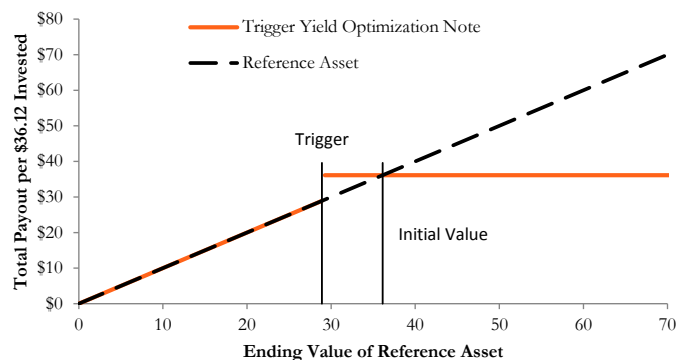 $80
$70
$60
$50
$40
$30
$20
$10
$0
Total Payout per $36.12 Invested
Trigger Yield Optimization Note
Reference Asset
Trigger
Initial Value
0 10 20 30 40 50 60 70
Ending Value of Reference Asset